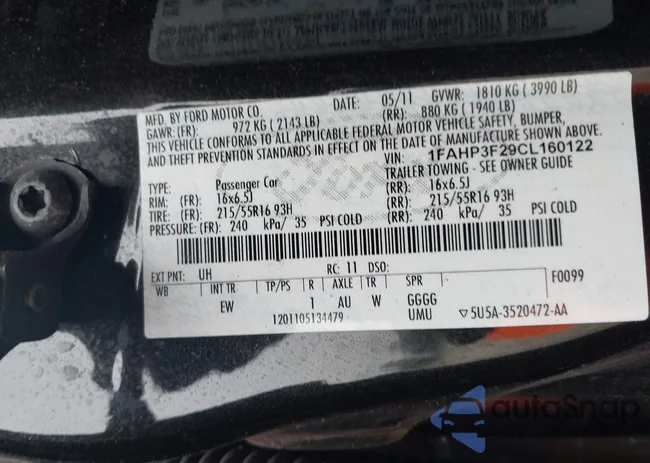 MFD. BY FORD MOTOR CO.
DATE: 05/11 GVWR: 1810 KG ( 3990 LB)
GAWR:(FR): 972 KG ( 2143 LB) (RR): 880 KG ( 1940 LB)
THIS VEHICLE CONFORMS TO ALL APPLICABLE FEDERAL MOTOR VEHICLE SAFETY, BUMPER,
AND THEFT PREVENTION STANDARDS IN EFFECT ON THE DATE OF MANUFACTURE SHOWN ABOVE.
VIN: 1FAHP3F29CL160122
TYPE: Passenger Car TRAILER TOWING - SEE OWNER GUIDE
RIM: (FR): 16x6.5J (RR): 16x6.5J
TIRE: (FR): 215/55R16 93H (RR): 215/55R16 93H
PRESSURE:(FR): 240 kPa/ 35 PSI COLD (RR): 240 kPa/ 35 PSI COLD
EXT PNT: UH RC: 11 DSO:
WB INT TR TP/PS R AXLE TR SPR F0099
EW 1 AU W GGGG
1201105134479 UMU ▽5U5A-3520472-AA
autoSnap